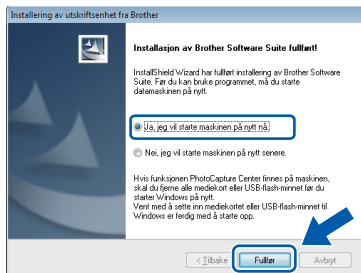 Installering av utskriftsenhet fra Brother
Installasjon av Brother Software Suite fullført!
InstallShield Wizard har fullført installering av Brother Software
Suite. Før du kan bruke programmet, må du starte
datamaskinen på nytt.
Ja, jeg vil starte maskinen på nytt nå.
Nei, jeg vil starte maskinen på nytt senere.
Hvis funksjonen PhotoCapture Center finnes på maskinen,
skal du fjerne alle mediekort eller USB-flash-minnet før du
starter Windows på nytt.
Vent med å sette inn mediekortet eller USB-flash-minnet til
Windows er ferdig med å starte opp.
< Tilbake
Fullfør
Avbryt